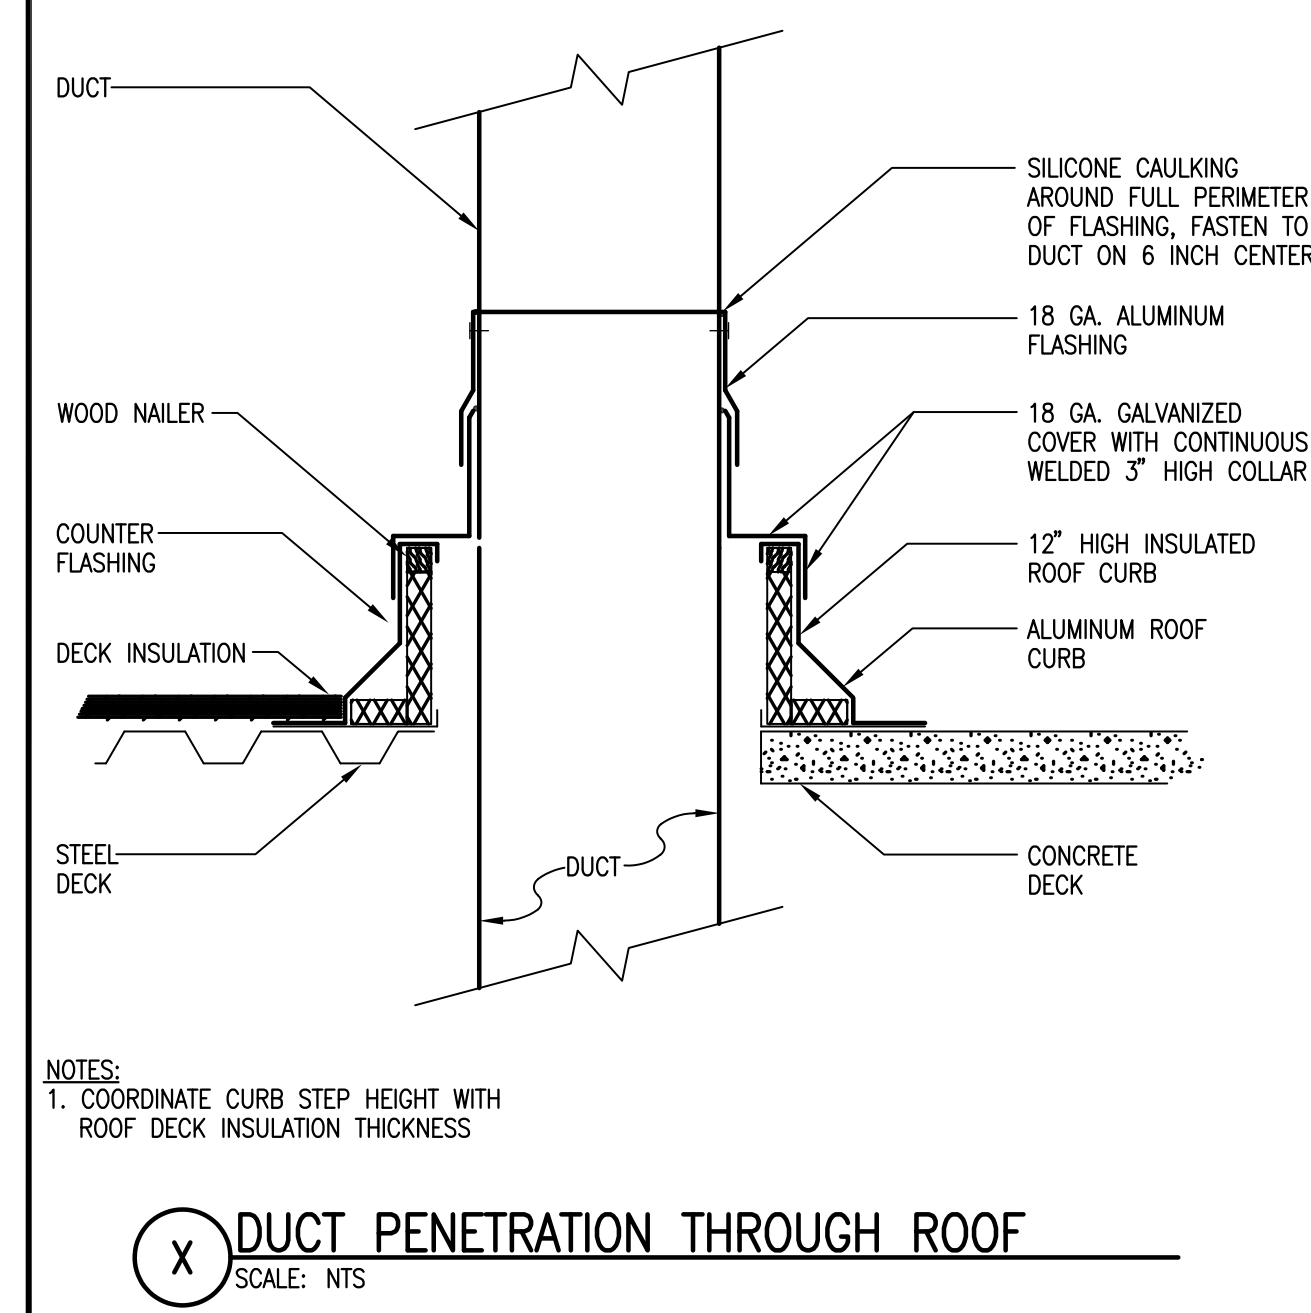 DUCT
SILICONE CAULKING
AROUND FULL PERIMETER
OF FLASHING, FASTEN TO
DUCT ON 6 INCH CENTER
18 GA. ALUMINUM
FLASHING
WOOD NAILER
18 GA. GALVANIZED
COVER WITH CONTINUOUS
WELDED 3" HIGH COLLAR
COUNTER
FLASHING
12" HIGH INSULATED
ROOF CURB
DECK INSULATION
ALUMINUM ROOF
CURB
STEEL
DECK
DUCT
CONCRETE
DECK
NOTES:
1. COORDINATE CURB STEP HEIGHT WITH
ROOF DECK INSULATION THICKNESS
X
DUCT PENETRATION THROUGH ROOF
SCALE: NTS